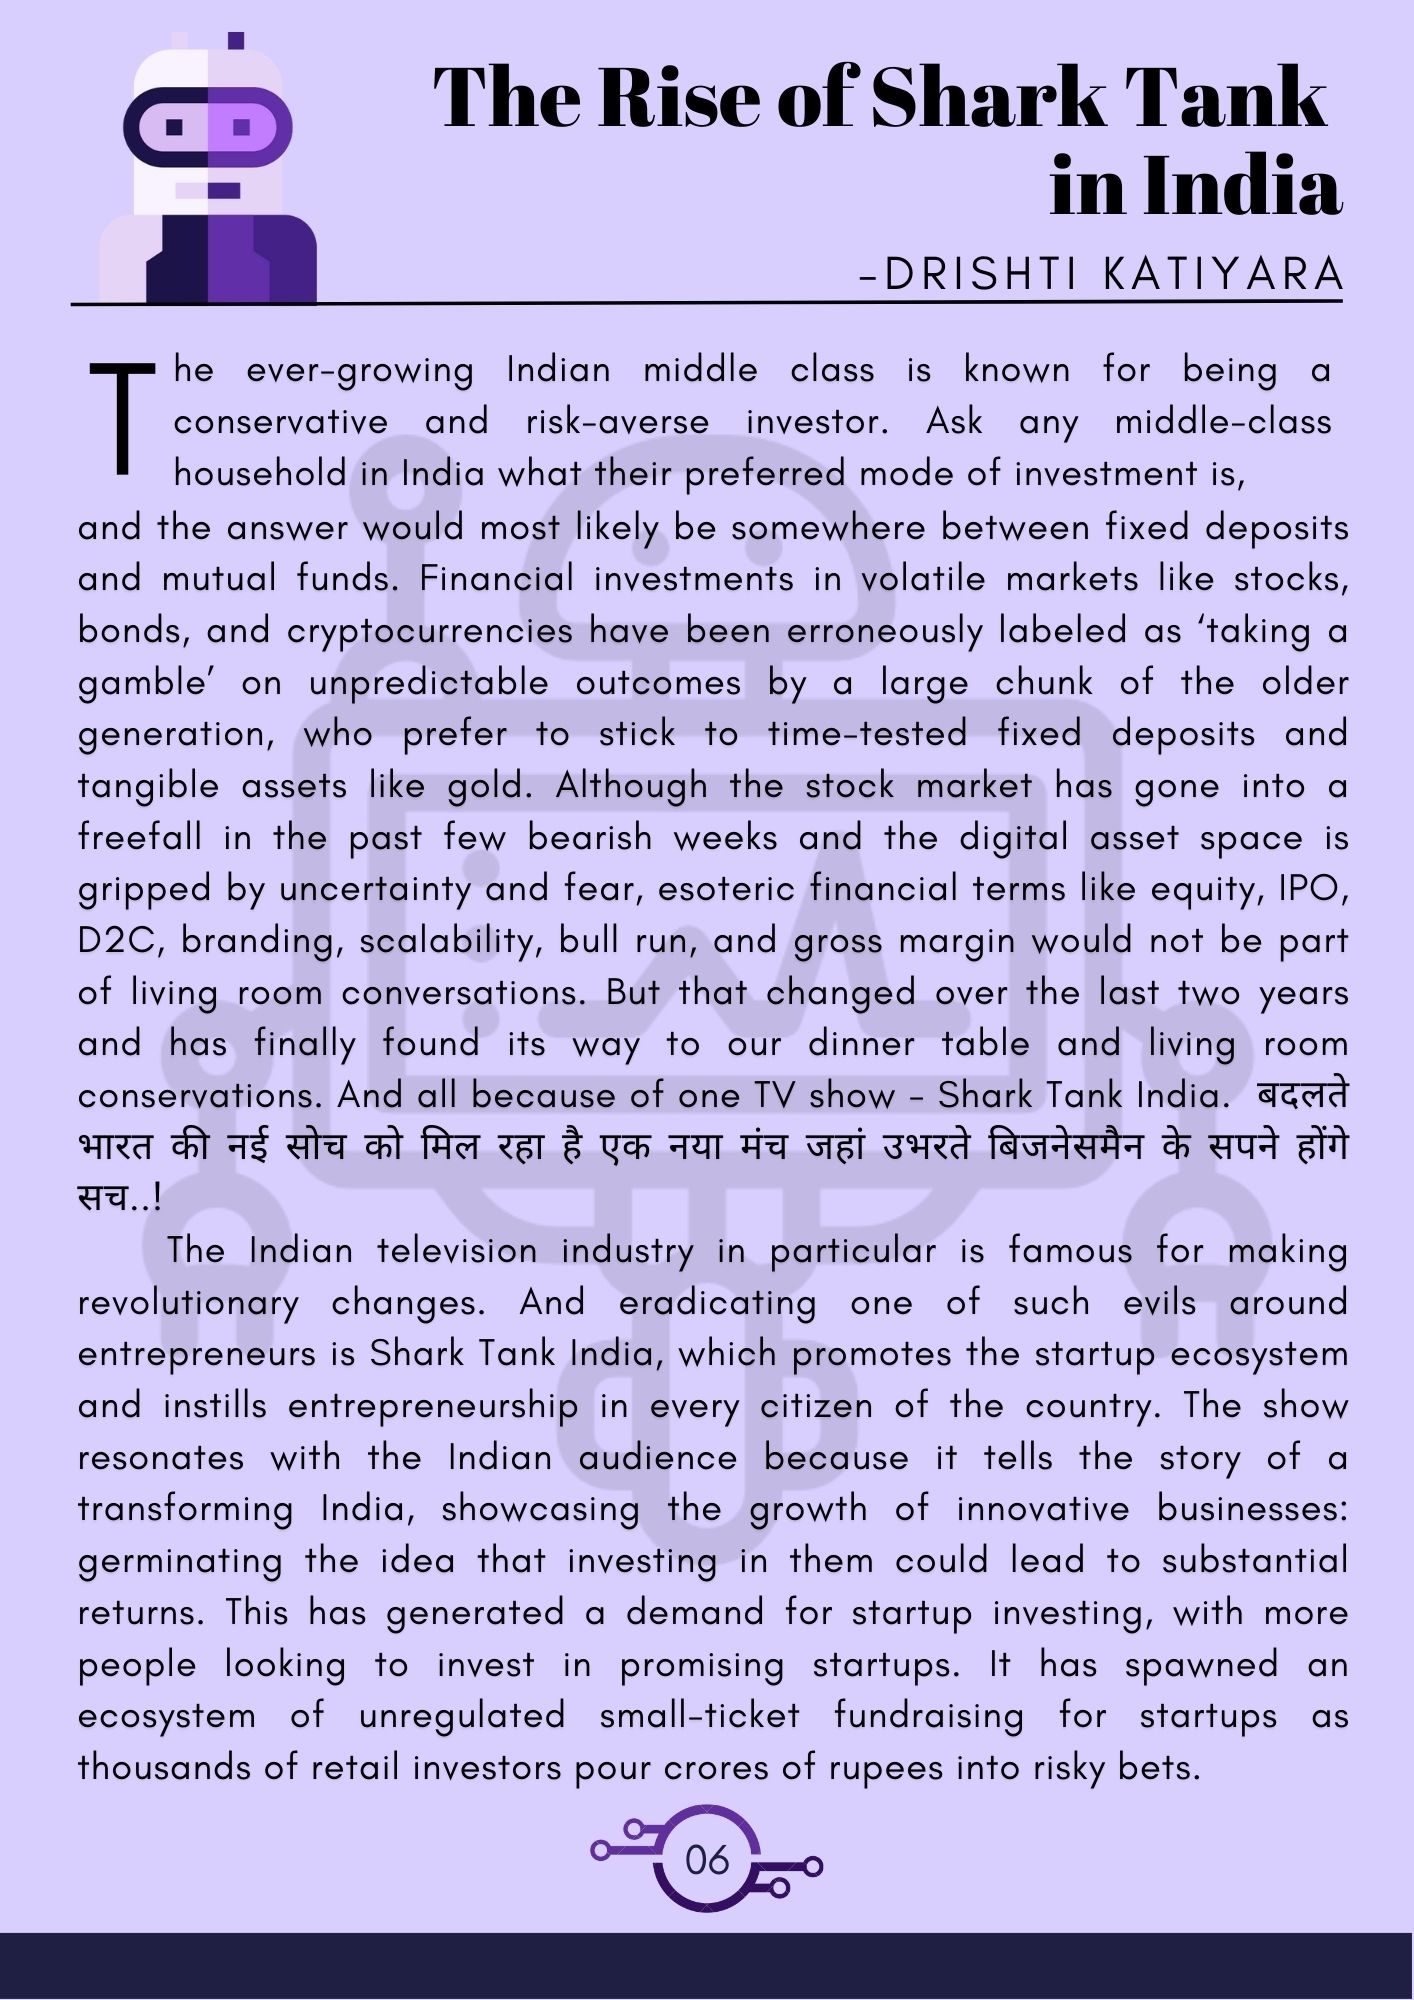 The Rise of Shark Tank
in India
-DRISHTI KATIYARA
The ever-growing Indian middle class is known for being a
conservative and risk-averse investor. Ask any middle-class
household in India what their preferred mode of investment is,
and the answer would most likely be somewhere between fixed deposits
and mutual funds. Financial investments in volatile markets like stocks,
bonds, and cryptocurrencies have been erroneously labeled as ‘taking a
gamble’ on unpredictable outcomes by a large chunk of the older
generation, who prefer to stick to time-tested fixed deposits and
tangible assets like gold. Although the stock market has gone into a
freefall in the past few bearish weeks and the digital asset space is
gripped by uncertainty and fear, esoteric financial terms like equity, IPO,
D2C, branding, scalability, bull run, and gross margin would not be part
of living room conversations. But that changed over the last two years
and has finally found its way to our dinner table and living room
conservations. And all because of one TV show - Shark Tank India. बदलते
भारत की नई सोच को मिल रहा है एक नया मंच जहां उभरते बिजनेसमैन के सपने होंगे
सच..!
The Indian television industry in particular is famous for making
revolutionary changes. And eradicating one of such evils around
entrepreneurs is Shark Tank India, which promotes the startup ecosystem
and instills entrepreneurship in every citizen of the country. The show
resonates with the Indian audience because it tells the story of a
transforming India, showcasing the growth of innovative businesses:
germinating the idea that investing in them could lead to substantial
returns. This has generated a demand for startup investing, with more
people looking to invest in promising startups. It has spawned an
ecosystem of unregulated small-ticket fundraising for startups as
thousands of retail investors pour crores of rupees into risky bets.
06